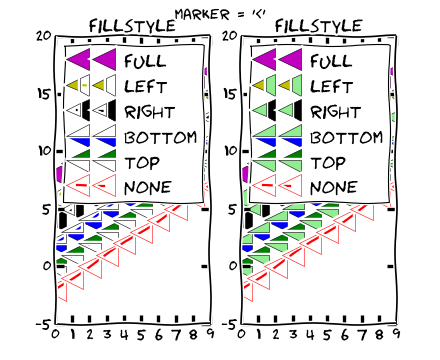 MARKER = '<'
FILLSTYLE
FULL
LEFT
RIGHT
BOTTOM
TOP
NONE
20
15
10
5
0
-5
0 1 2 3 4 5 6 7 8 9
FILLSTYLE
FULL
LEFT
RIGHT
BOTTOM
TOP
NONE
20
15
10
5
0
-5
0 1 2 3 4 5 6 7 8 9